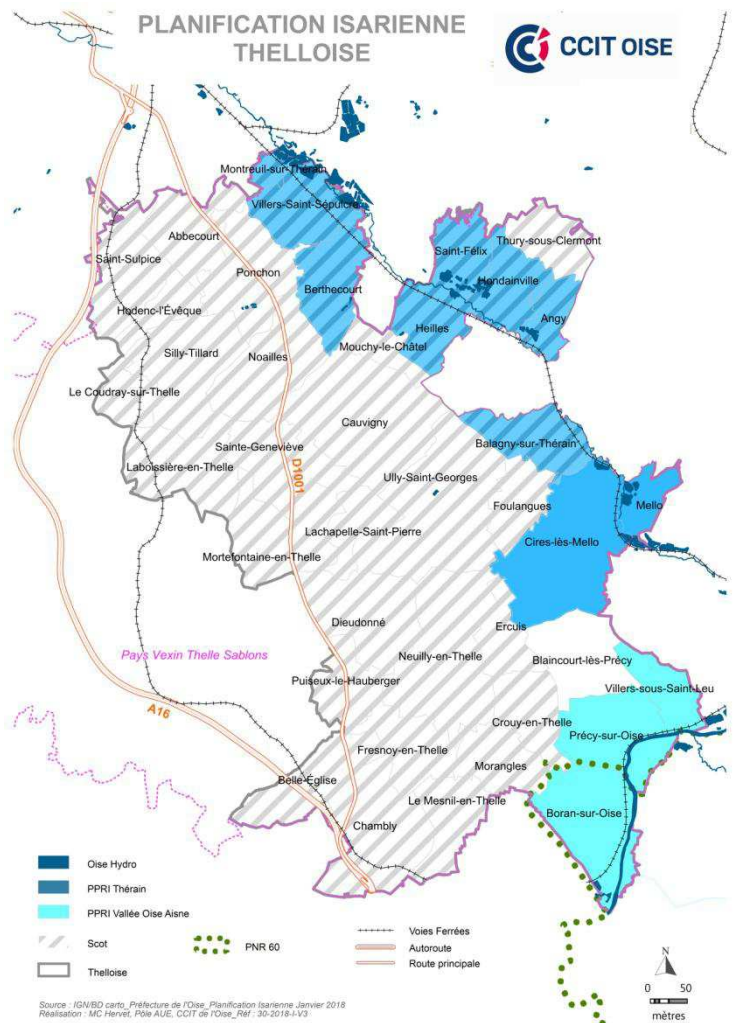 PLANIFICATION ISARIENNE
THELLOISE
CCIT OISE
Montreuil-sur-Thérain
Villers-Saint-Sépulcre
Abbecourt
Saint-Félix
Thury-sous-Clermont
Saint-Sulpice
Ponchon
Hondainville
Berthecourt
Hodenc-l'Évêque
Angy
Heilles
Mouchy-le-Châtel
Silly-Tillard
Noailles
Le Coudray-sur-Thelle
Cauvigny
Sainte-Geneviève
Balagny-sur-Thérain
Laboissière-en-Thelle
D1001
Ully-Saint-Georges
Foulangues
Mello
Lachapelle-Saint-Pierre
Cires-lès-Mello
Mortefontaine-en-Thelle
Dieudonné
Ercuis
Pays Vexin Thelle Sablons
Neuilly-en-Thelle
Blaincourt-lès-Précy
Puiseux-le-Hauberger
Villers-sous-Saint-Leu
A16
Crouy-en-Thelle
Précy-sur-Oise
Fresnoy-en-Thelle
Morangles
Belle-Église
Le Mesnil-en-Thelle
Boran-sur-Oise
Chambly
Oise Hydro
PPRI Thérain
PPRI Vallée Oise Aisne
Scot
Thelloise
PNR 60
Voies Ferrées
Autoroute
Route principale
N
0 50
mètres
Source : IGN/BD carto_Préfecture de l'Oise_Planification Isarienne Janvier 2018
Réalisation : MC Hervet, Pôle AUE, CCIT de l'Oise_Réf : 30-2018-I-V3